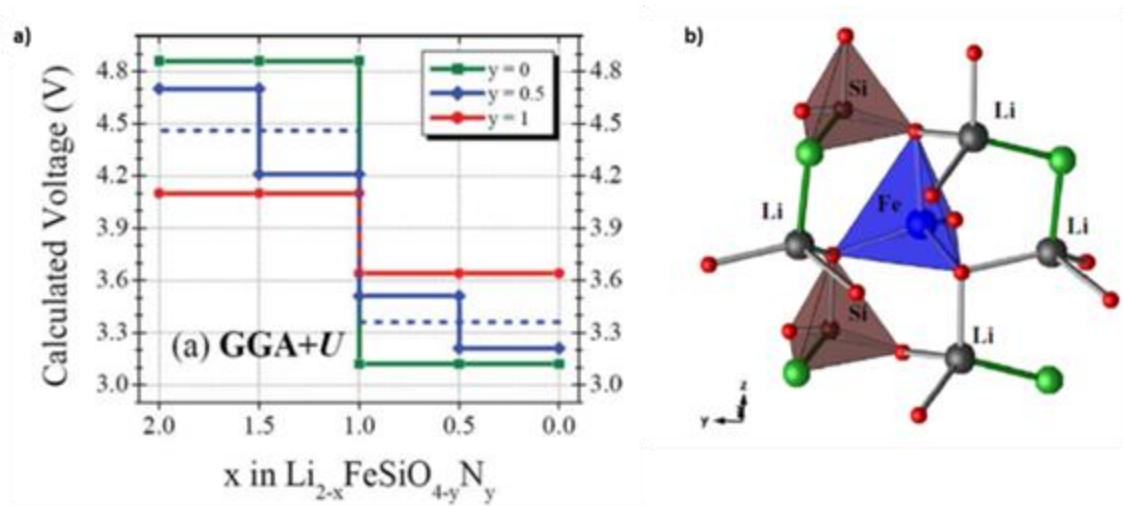 a)
Calculated Voltage (V)
4.8
4.5
4.2
3.9
3.6
3.3
3.0
y = 0
y = 0.5
y = 1
4.8
4.5
4.2
3.9
3.6
3.3
3.0
(a) GGA+U
2.0 1.5 1.0 0.5 0.0
x in Li₂₋ₓFeSiO₄₋yNy
b)
Si
Li
Fe
Li
Li
Si
Li
z
Y